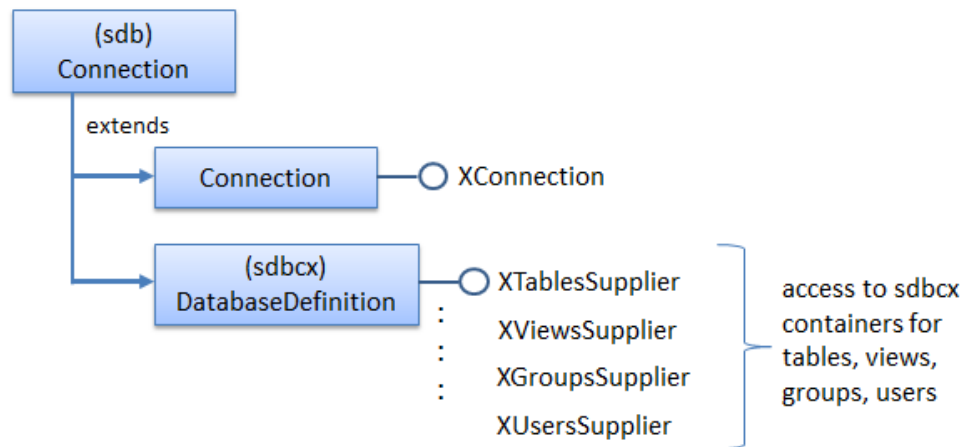 (sdb)
Connection
extends
Connection
XConnection
(sdbcx)
DatabaseDefinition
XTablesSupplier
:
XViewsSupplier
:
XGroupsSupplier
:
XUsersSupplier
access to sdbcx
containers for
tables, views,
groups, users